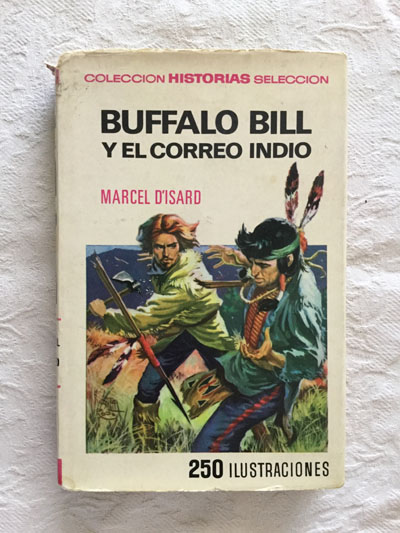 COLECCION HISTORIAS SELECCION
BUFFALO BILL
Y EL CORREO INDIO
MARCEL D'ISARD
250 ILUSTRACIONES